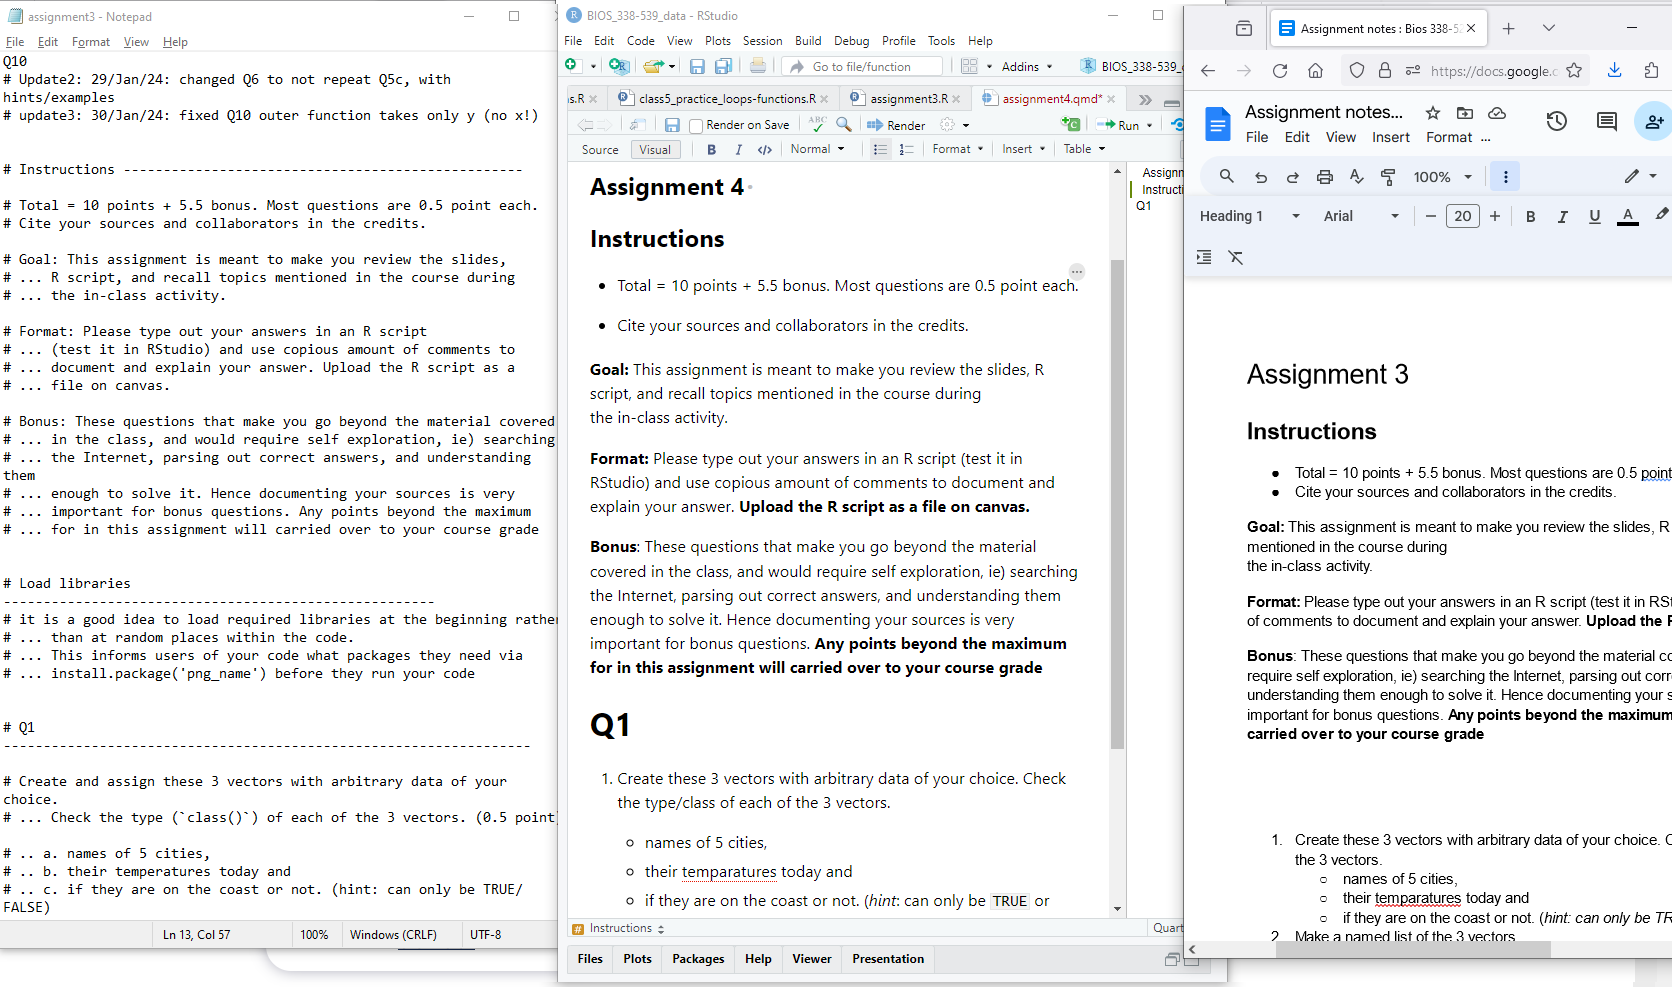 assignment3 - Notepad
File Edit Format View Help
Q10
# Update2: 29/Jan/24: changed Q6 to not repeat Q5c, with
hints/examples
# update3: 30/Jan/24: fixed Q10 outer function takes only y (no x!)
# Instructions --------------------------------------------------
# Total = 10 points + 5.5 bonus. Most questions are 0.5 point each.
# Cite your sources and collaborators in the credits.
# Goal: This assignment is meant to make you review the slides,
# ... R script, and recall topics mentioned in the course during
# ... the in-class activity.
# Format: Please type out your answers in an R script
# ... (test it in RStudio) and use copious amount of comments to
# ... document and explain your answer. Upload the R script as a
# ... file on canvas.
# Bonus: These questions that make you go beyond the material covered
# ... in the class, and would require self exploration, ie) searching
# ... the Internet, parsing out correct answers, and understanding
them
# ... enough to solve it. Hence documenting your sources is very
# ... important for bonus questions. Any points beyond the maximum
# ... for in this assignment will carried over to your course grade
# Load libraries
------------------------------------------------------
# it is a good idea to load required libraries at the beginning rather
# ... than at random places within the code.
# ... This informs users of your code what packages they need via
# ... install.package('png_name') before they run your code
# Q1
------------------------------------------------------------------
# Create and assign these 3 vectors with arbitrary data of your
choice.
# ... Check the type (`class()`) of each of the 3 vectors. (0.5 point
# .. a. names of 5 cities,
# .. b. their temperatures today and
# .. c. if they are on the coast or not. (hint: can only be TRUE/
FALSE)
Ln 13, Col 57 100% Windows (CRLF) UTF-8
BIOS_338-539_data - RStudio
File Edit Code View Plots Session Build Debug Profile Tools Help
Go to file/function Addins BIOS_338-539_
s.R class5_practice_loops-functions.R assignment3.R assignment4.qmd*
Render on Save ABC Render Run
Source Visual B I </> Normal Format Insert Table
Assignment 4
Instructions
• Total = 10 points + 5.5 bonus. Most questions are 0.5 point each.
• Cite your sources and collaborators in the credits.
Goal: This assignment is meant to make you review the slides, R
script, and recall topics mentioned in the course during
the in-class activity.
Format: Please type out your answers in an R script (test it in
RStudio) and use copious amount of comments to document and
explain your answer. Upload the R script as a file on canvas.
Bonus: These questions that make you go beyond the material
covered in the class, and would require self exploration, ie) searching
the Internet, parsing out correct answers, and understanding them
enough to solve it. Hence documenting your sources is very
important for bonus questions. Any points beyond the maximum
for in this assignment will carried over to your course grade
Q1
1. Create these 3 vectors with arbitrary data of your choice. Check
the type/class of each of the 3 vectors.
○ names of 5 cities,
○ their temparatures today and
○ if they are on the coast or not. (hint: can only be TRUE or
Assignn
Instructi
Q1
# Instructions Quart
Files Plots Packages Help Viewer Presentation
Assignment notes : Bios 338-5
https://docs.google.c
Assignment notes...
File Edit View Insert Format ...
100%
Heading 1 Arial − 20 + B I U A
Assignment 3
Instructions
● Total = 10 points + 5.5 bonus. Most questions are 0.5 point
● Cite your sources and collaborators in the credits.
Goal: This assignment is meant to make you review the slides, R
mentioned in the course during
the in-class activity.
Format: Please type out your answers in an R script (test it in RSt
of comments to document and explain your answer. Upload the R
Bonus: These questions that make you go beyond the material co
require self exploration, ie) searching the Internet, parsing out corr
understanding them enough to solve it. Hence documenting your s
important for bonus questions. Any points beyond the maximum
carried over to your course grade
1. Create these 3 vectors with arbitrary data of your choice. C
the 3 vectors.
○ names of 5 cities,
○ their temparatures today and
○ if they are on the coast or not. (hint: can only be TR
2. Make a named list of the 3 vectors